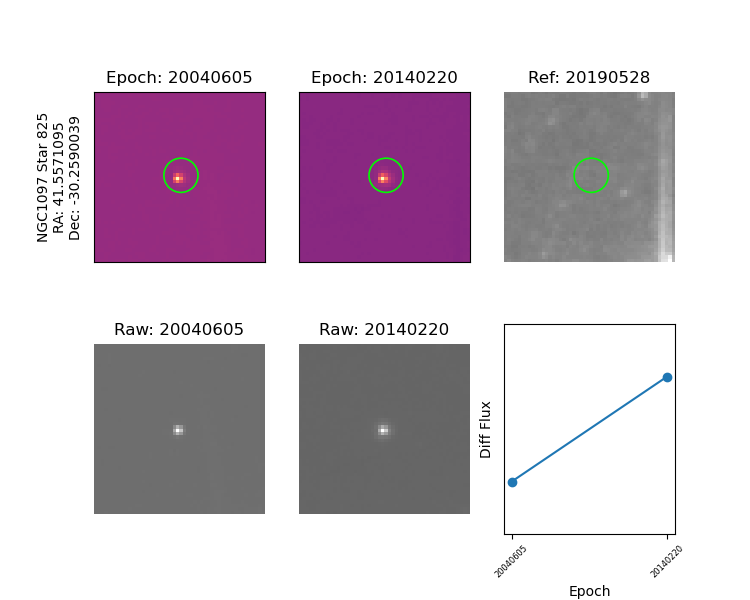 Epoch: 20040605
Epoch: 20140220
Ref: 20190528
NGC1097 Star 825
RA: 41.5571095
Dec: -30.2590039
Raw: 20040605
Raw: 20140220
Diff Flux
20040605
20140220
Epoch